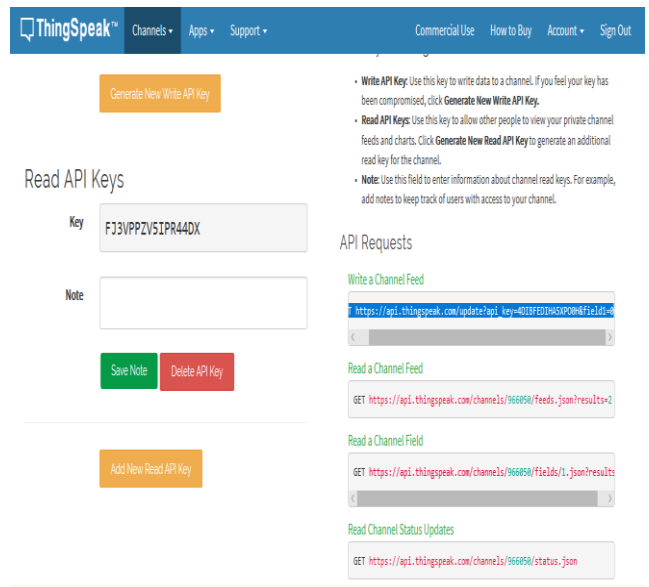 ThingSpeak™ Channels Apps Support Commercial Use How to Buy Account Sign Out
Generate New Write API Key
Read API Keys
Key FJ3VPPZV5IPR44DX
Note
Save Note Delete API Key
Add New Read API Key
• Write API Key: Use this key to write data to a channel. If you feel your key has
been compromised, click Generate New Write API Key.
• Read API Keys: Use this key to allow other people to view your private channel
feeds and charts. Click Generate New Read API Key to generate an additional
read key for the channel.
• Note: Use this field to enter information about channel read keys. For example,
add notes to keep track of users with access to your channel.
API Requests
Write a Channel Feed
T https://api.thingspeak.com/update?api_key=4DIBFEDIHA5XPO0H&field1=0
Read a Channel Feed
GET https://api.thingspeak.com/channels/966050/feeds.json?results=2
Read a Channel Field
GET https://api.thingspeak.com/channels/966050/fields/1.json?results
Read Channel Status Updates
GET https://api.thingspeak.com/channels/966050/status.json